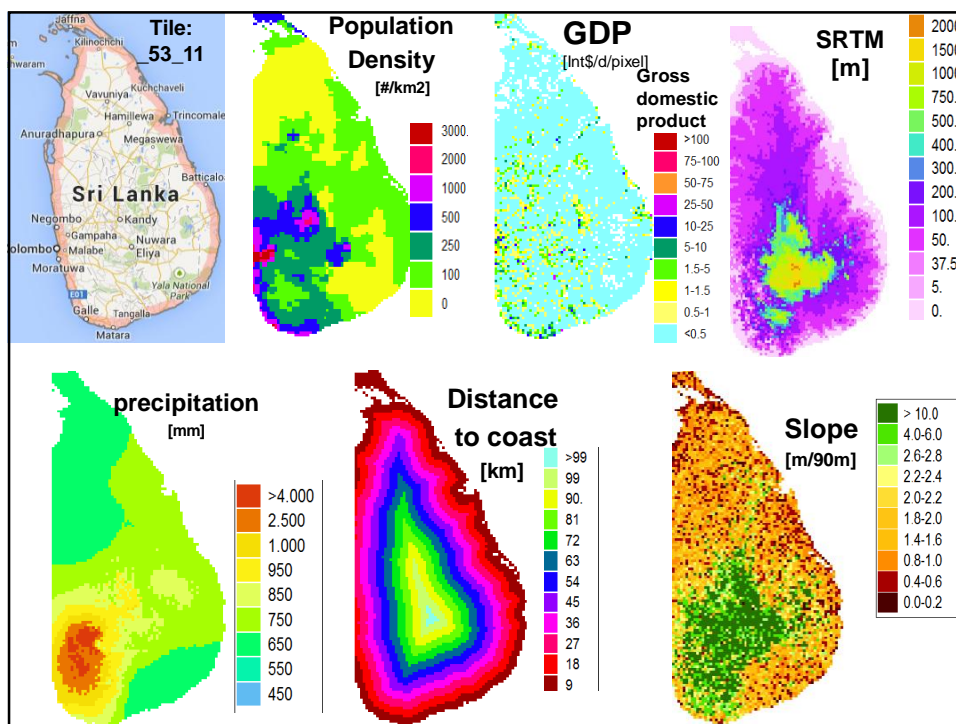 Jaffna
Kilinochchi
Tile:
_53_11
Kuchchaveli
Vavuniya
Hamillewa
Trincomale
Anuradhapura
Megaswewa
Batticaloa
Sri Lanka
Negombo
Kandy
Gampaha
Nuwara
Eliya
olombo
Malabe
Moratuwa
Yala National
Park
E01
Galle
Tangalla
Matara
Population
Density
[#/km2]
3000.
2000
1000
500
250
100
0
GDP
[Int$/d/pixel]
Gross
domestic
product
>100
75-100
50-75
25-50
10-25
5-10
1.5-5
1-1.5
0.5-1
<0.5
SRTM
[m]
2000
1500
1000
750.
500.
400.
300.
200.
100.
50.
37.5
5.
0.
precipitation
[mm]
>4.000
2.500
1.000
950
850
750
650
550
450
Distance
to coast
[km]
>99
99
90.
81
72
63
54
45
36
27
18
9
Slope
[m/90m]
> 10.0
4.0-6.0
2.6-2.8
2.2-2.4
2.0-2.2
1.8-2.0
1.4-1.6
0.8-1.0
0.4-0.6
0.0-0.2